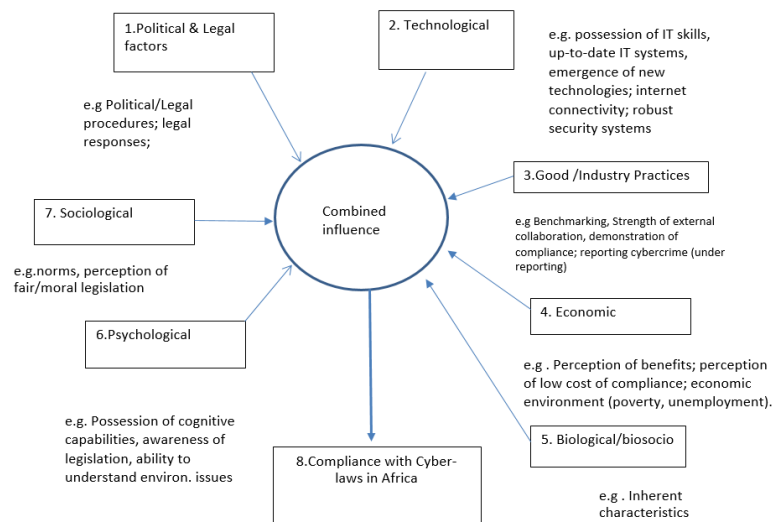 1.Political & Legal
factors
2. Technological
e.g. possession of IT skills,
up-to-date IT systems,
emergence of new
technologies; internet
connectivity; robust
security systems
e.g Political/Legal
procedures; legal
responses;
3.Good /Industry Practices
7. Sociological
Combined
influence
e.g Benchmarking, Strength of external
collaboration, demonstration of
compliance; reporting cybercrime (under
reporting)
e.g.norms, perception of
fair/moral legislation
4. Economic
6.Psychological
e.g . Perception of benefits; perception
of low cost of compliance; economic
environment (poverty, unemployment).
e.g. Possession of cognitive
capabilities, awareness of
legislation, ability to
understand environ. issues
5. Biological/biosocio
8.Compliance with Cyber-
laws in Africa
e.g . Inherent
characteristics